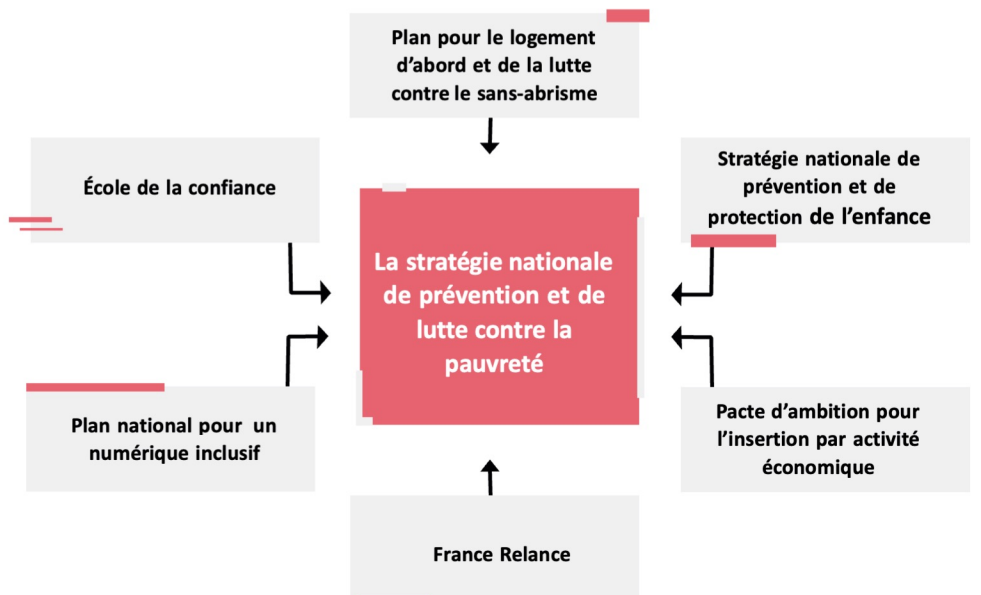 Plan pour le logement
d'abord et de la lutte
contre le sans-abrisme
École de la confiance
Stratégie nationale de
prévention et de
protection de l'enfance
La stratégie nationale
de prévention et de
lutte contre la
pauvreté
Plan national pour un
numérique inclusif
Pacte d'ambition pour
l'insertion par activité
économique
France Relance